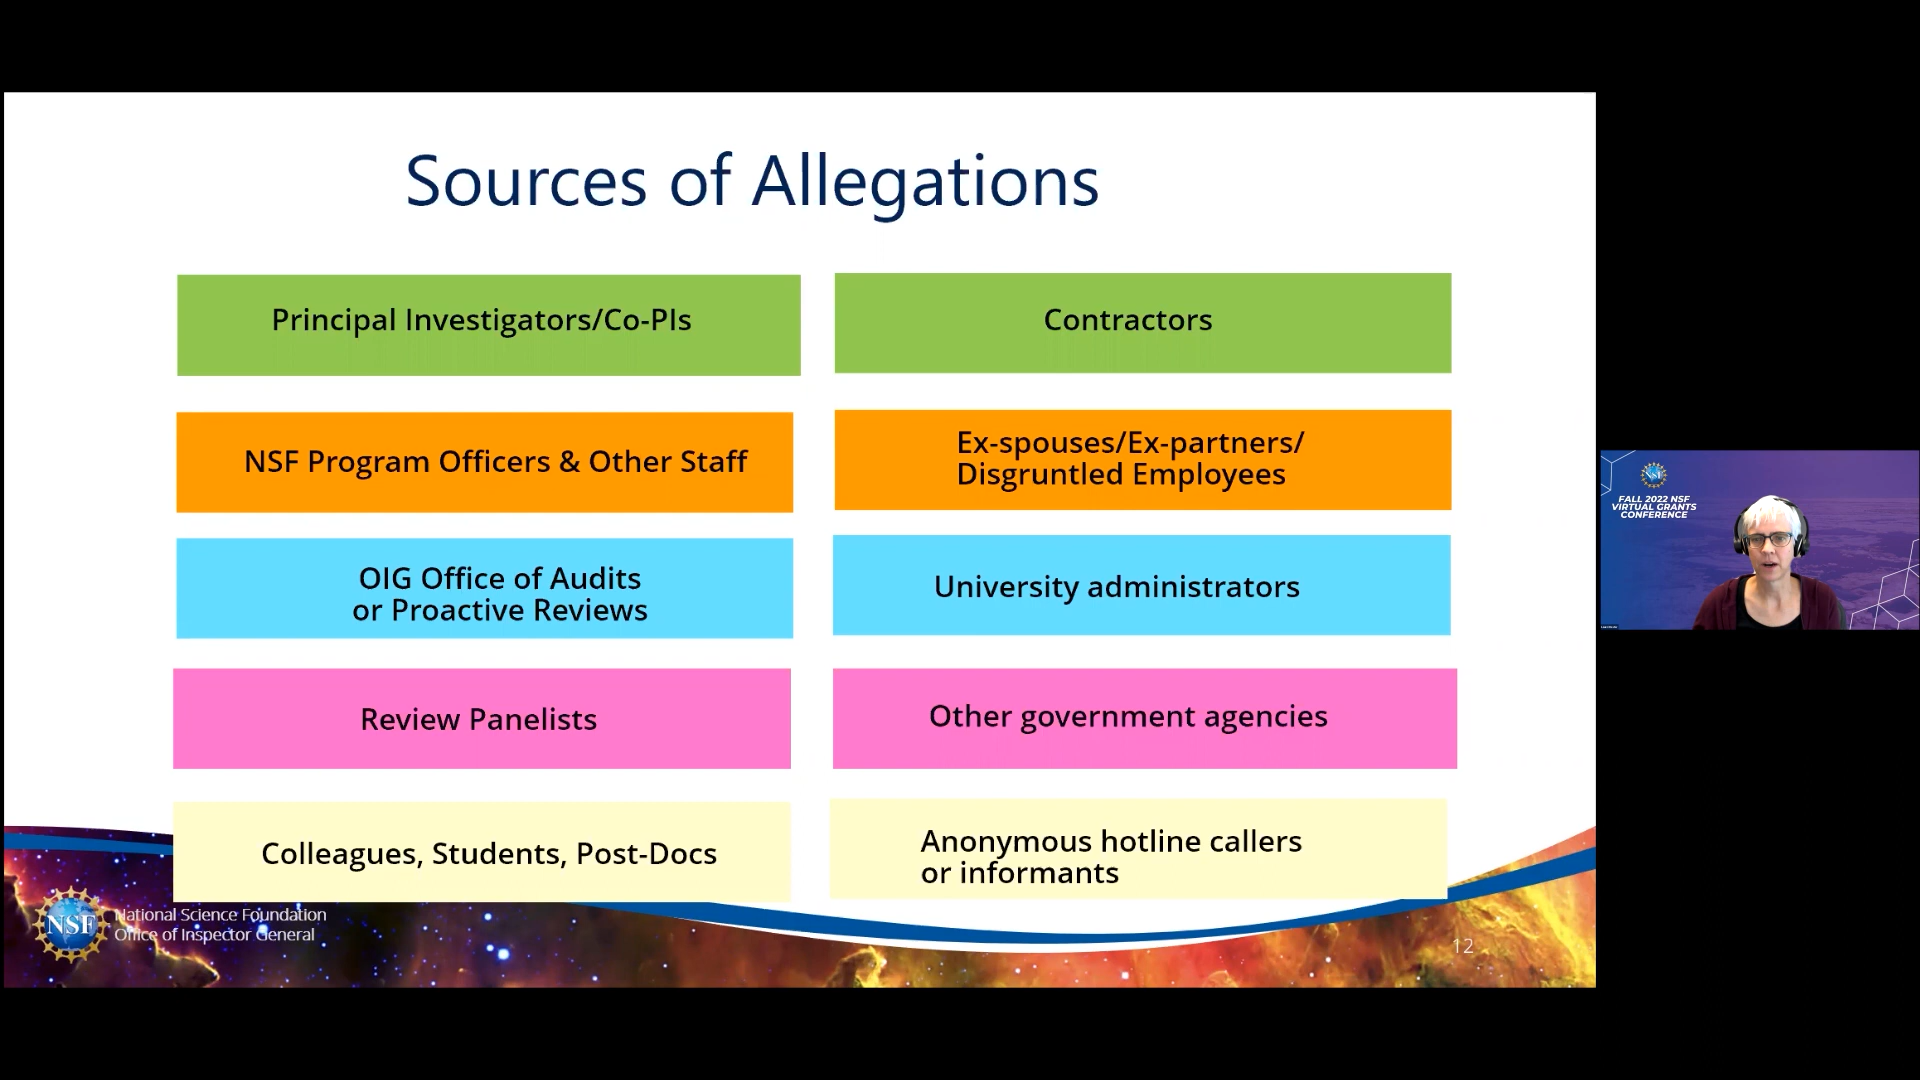 Sources of Allegations
Principal Investigators/Co-PIs
Contractors
NSF Program Officers & Other Staff
Ex-spouses/Ex-partners/
Disgruntled Employees
OIG Office of Audits
or Proactive Reviews
University administrators
Review Panelists
Other government agencies
Colleagues, Students, Post-Docs
Anonymous hotline callers
or informants
NSF
National Science Foundation
Office of Inspector General
12
NSF
FALL 2022 NSF
VIRTUAL GRANTS
CONFERENCE